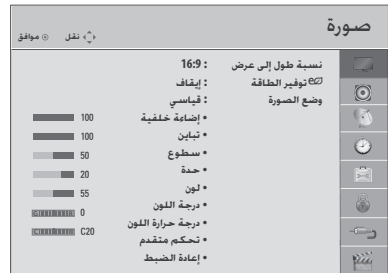 صورة
نقل ⊙ موافق
نسبة طول إلى عرض : 16:9
توفير الطاقة : إيقاف
وضع الصورة : قياسي
• إضاءة خلفية 100
• تباين 100
• سطوع 50
• حدة 20
• لون 55
• درجة اللون 0
• درجة حرارة اللون C20
• تحكم متقدم
• إعادة الضبط